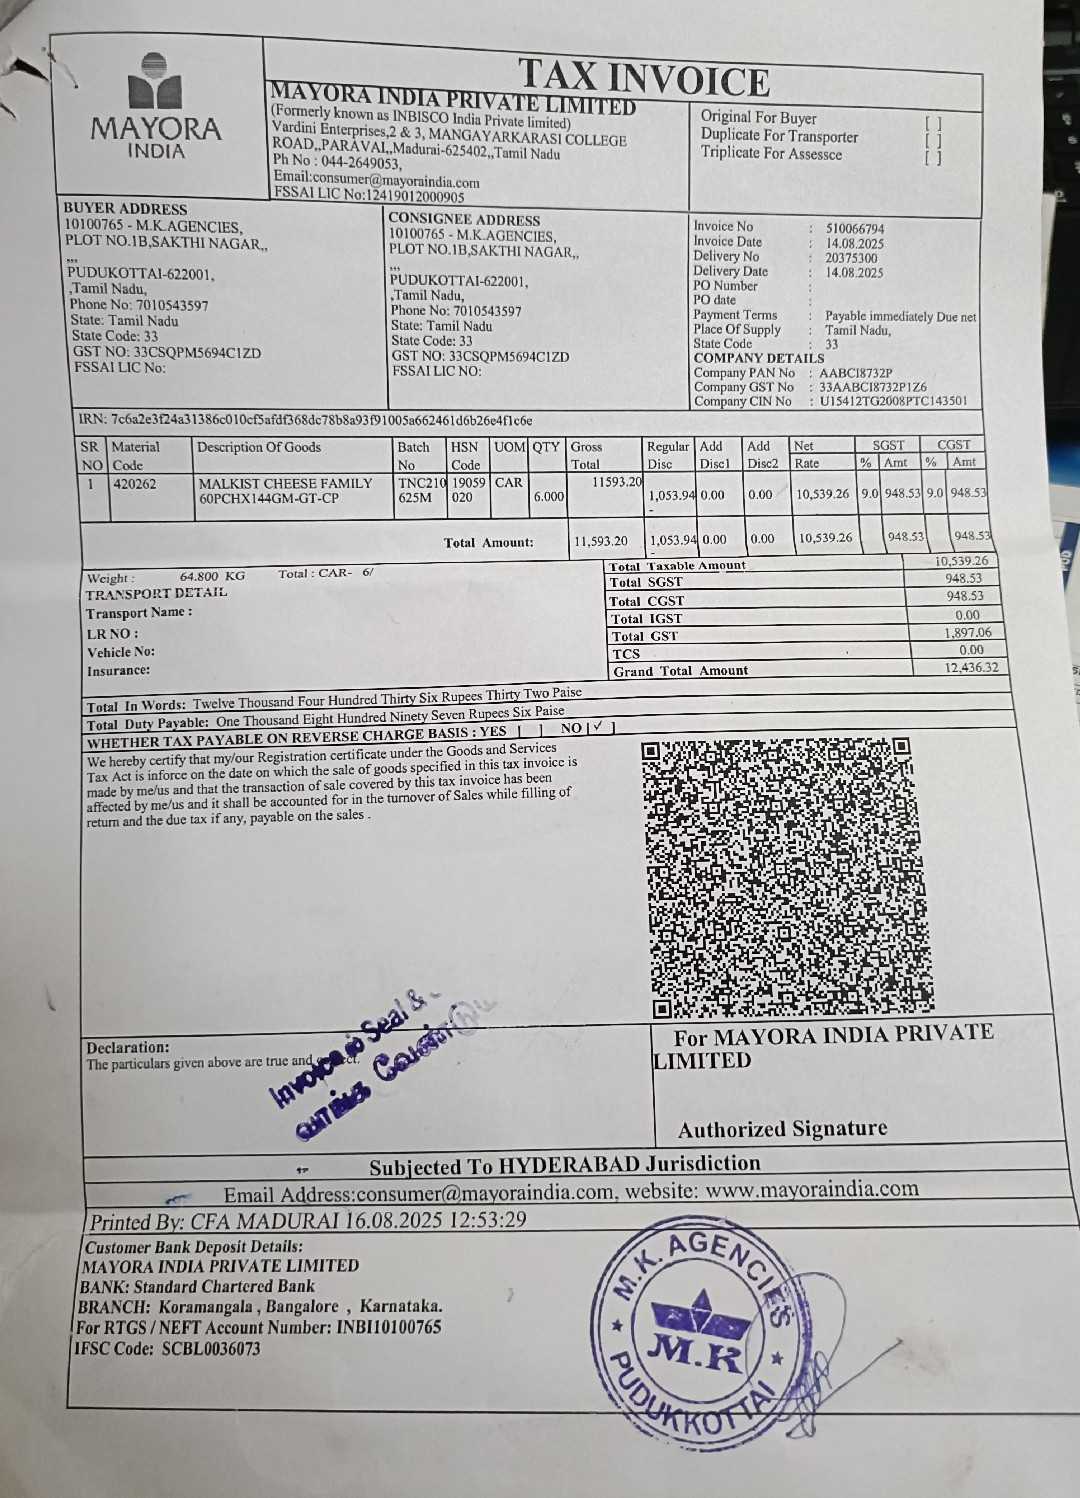 MAYORA
INDIA
TAX INVOICE
MAYORA INDIA PRIVATE LIMITED
(Formerly known as INBISCO India Private limited)
Vardini Enterprises,2 & 3, MANGAYARKARASI COLLEGE
ROAD,,PARAVAI,,Madurai-625402,,Tamil Nadu
Ph No : 044-2649053,
Email:consumer@mayoraindia.com
FSSAI LIC No:12419012000905
Original For Buyer [ ]
Duplicate For Transporter [ ]
Triplicate For Assessce [ ]
BUYER ADDRESS
10100765 - M.K.AGENCIES,
PLOT NO.1B,SAKTHI NAGAR,,
,,,
PUDUKOTTAI-622001,
,Tamil Nadu,
Phone No: 7010543597
State: Tamil Nadu
State Code: 33
GST NO: 33CSQPM5694C1ZD
FSSAI LIC No:
CONSIGNEE ADDRESS
10100765 - M.K.AGENCIES,
PLOT NO.1B,SAKTHI NAGAR,,
,,,
PUDUKOTTAI-622001,
,Tamil Nadu,
Phone No: 7010543597
State: Tamil Nadu
State Code: 33
GST NO: 33CSQPM5694C1ZD
FSSAI LIC NO:
Invoice No : 510066794
Invoice Date : 14.08.2025
Delivery No : 20375300
Delivery Date : 14.08.2025
PO Number :
PO date :
Payment Terms : Payable immediately Due net
Place Of Supply : Tamil Nadu,
State Code : 33
COMPANY DETAILS
Company PAN No : AABCI8732P
Company GST No : 33AABCI8732P1Z6
Company CIN No : U15412TG2008PTC143501
IRN: 7c6a2e3f24a31386c010cf5afdf368dc78b8a93f91005a662461d6b26e4f1c6e
SR Material Description Of Goods Batch HSN UOM QTY Gross Regular Add Add Net SGST CGST
NO Code No Code Total Disc Disc1 Disc2 Rate % Amt % Amt
1 420262 MALKIST CHEESE FAMILY TNC210 19059 CAR 11593.20
60PCHX144GM-GT-CP 625M 020 6.000 1,053.94 0.00 0.00 10,539.26 9.0 948.53 9.0 948.53
-
Total Amount: 11,593.20 1,053.94 0.00 0.00 10,539.26 948.53 948.53
-
Weight : 64.800 KG Total : CAR- 6/
TRANSPORT DETAIL
Transport Name :
LR NO :
Vehicle No:
Insurance:
Total Taxable Amount 10,539.26
Total SGST 948.53
Total CGST 948.53
Total IGST 0.00
Total GST 1,897.06
TCS 0.00
Grand Total Amount 12,436.32
Total In Words: Twelve Thousand Four Hundred Thirty Six Rupees Thirty Two Paise
Total Duty Payable: One Thousand Eight Hundred Ninety Seven Rupees Six Paise
WHETHER TAX PAYABLE ON REVERSE CHARGE BASIS : YES [ ] NO [✓]
We hereby certify that my/our Registration certificate under the Goods and Services
Tax Act is inforce on the date on which the sale of goods specified in this tax invoice is
made by me/us and that the transaction of sale covered by this tax invoice has been
affected by me/us and it shall be accounted for in the turnover of Sales while filling of
return and the due tax if any, payable on the sales .
Declaration:
The particulars given above are true and
Seal &
For MAYORA INDIA PRIVATE
LIMITED
Authorized Signature
Subjected To HYDERABAD Jurisdiction
Email Address:consumer@mayoraindia.com, website: www.mayoraindia.com
Printed By: CFA MADURAI 16.08.2025 12:53:29
Customer Bank Deposit Details:
MAYORA INDIA PRIVATE LIMITED
BANK: Standard Chartered Bank
BRANCH: Koramangala , Bangalore , Karnataka.
For RTGS / NEFT Account Number: INBI10100765
IFSC Code: SCBL0036073
M.K. AGENCIES
M.K
PUDUKKOTTAI